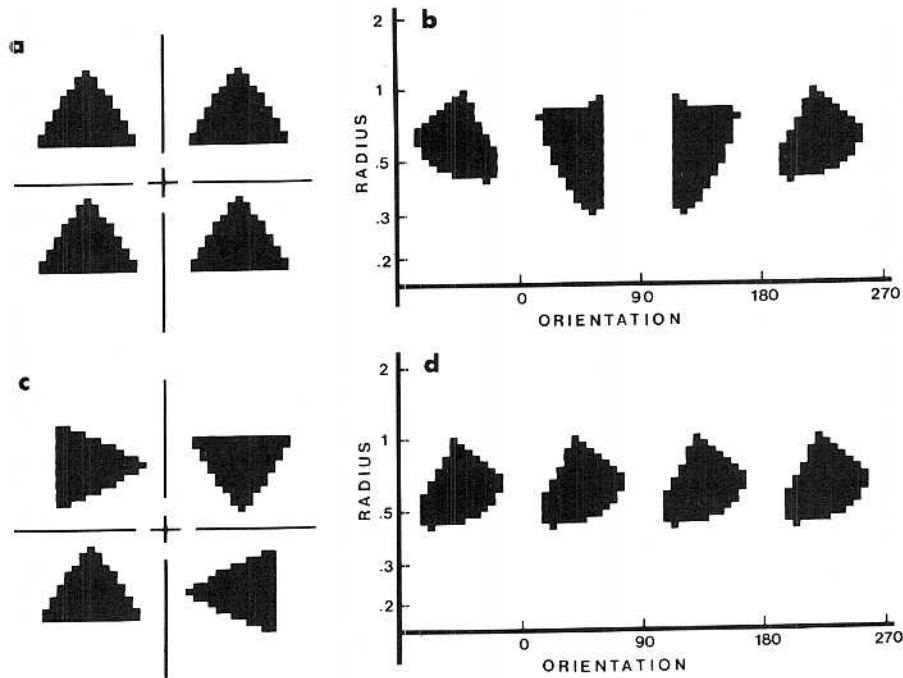 a
b
2
1
.5
.3
.2
RADIUS
0 90 180 270
ORIENTATION
c
d
2
1
.5
.3
.2
RADIUS
0 90 180 270
ORIENTATION